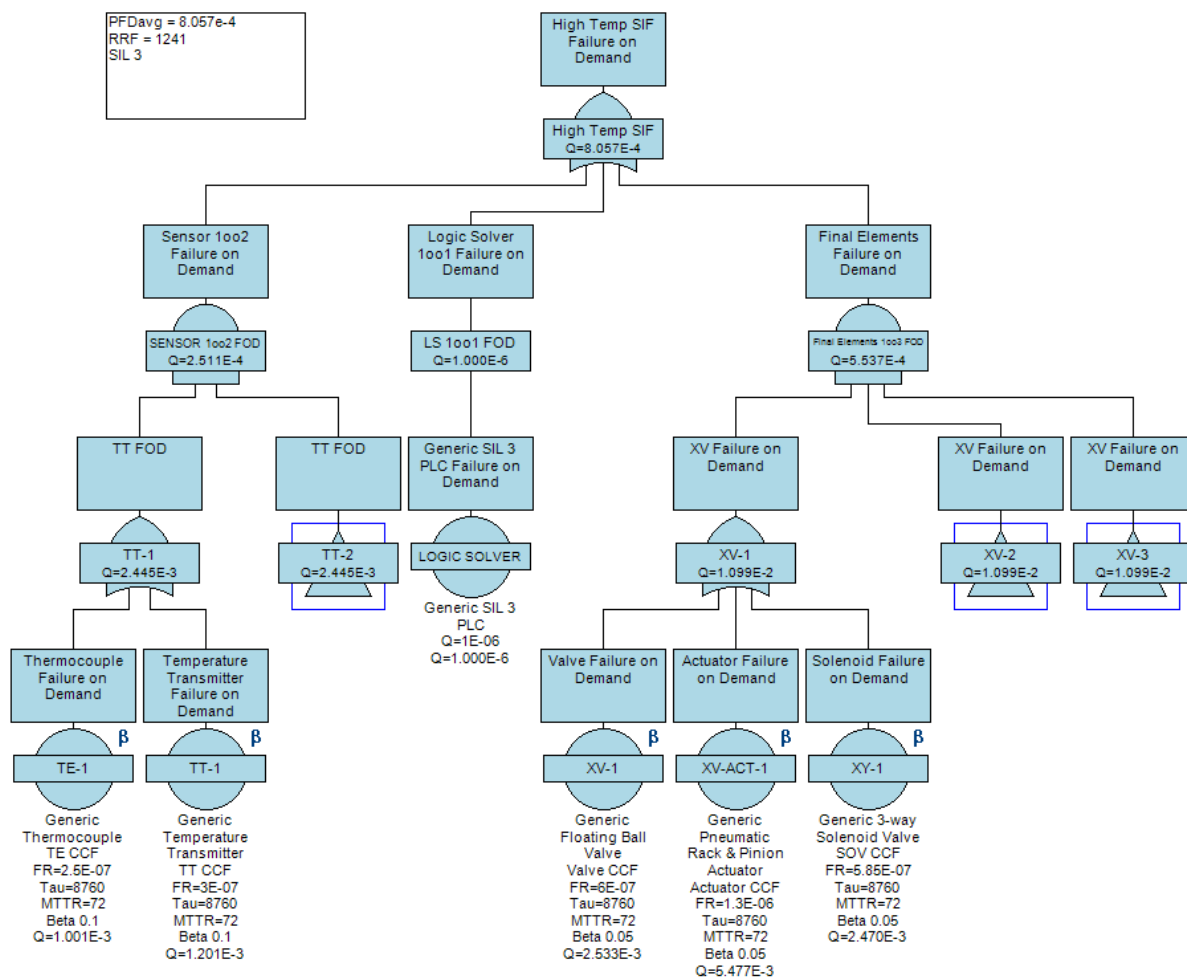 PFDavg = 8.057e-4
RRF = 1241
SIL 3
High Temp SIF
Failure on
Demand
High Temp SIF
Q=8.057E-4
Sensor 1oo2
Failure on
Demand
Logic Solver
1oo1 Failure on
Demand
Final Elements
Failure on
Demand
SENSOR 1oo2 FOD
Q=2.511E-4
LS 1oo1 FOD
Q=1.000E-6
Final Elements 1oo3 FOD
Q=5.537E-4
TT FOD
TT FOD
Generic SIL 3
PLC Failure on
Demand
XV Failure on
Demand
XV Failure on
Demand
XV Failure on
Demand
TT-1
Q=2.445E-3
TT-2
Q=2.445E-3
LOGIC SOLVER
Generic SIL 3
PLC
Q=1E-06
Q=1.000E-6
XV-1
Q=1.099E-2
XV-2
Q=1.099E-2
XV-3
Q=1.099E-2
Thermocouple
Failure on
Demand
Temperature
Transmitter
Failure on
Demand
Valve Failure on
Demand
Actuator Failure
on Demand
Solenoid Failure
on Demand
β
TE-1
Generic
Thermocouple
TE CCF
FR=2.5E-07
Tau=8760
MTTR=72
Beta 0.1
Q=1.001E-3
β
TT-1
Generic
Temperature
Transmitter
TT CCF
FR=3E-07
Tau=8760
MTTR=72
Beta 0.1
Q=1.201E-3
β
XV-1
Generic
Floating Ball
Valve
Valve CCF
FR=6E-07
Tau=8760
MTTR=72
Beta 0.05
Q=2.533E-3
β
XV-ACT-1
Generic
Pneumatic
Rack & Pinion
Actuator
Actuator CCF
FR=1.3E-06
Tau=8760
MTTR=72
Beta 0.05
Q=5.477E-3
β
XY-1
Generic 3-way
Solenoid Valve
SOV CCF
FR=5.85E-07
Tau=8760
MTTR=72
Beta 0.05
Q=2.470E-3